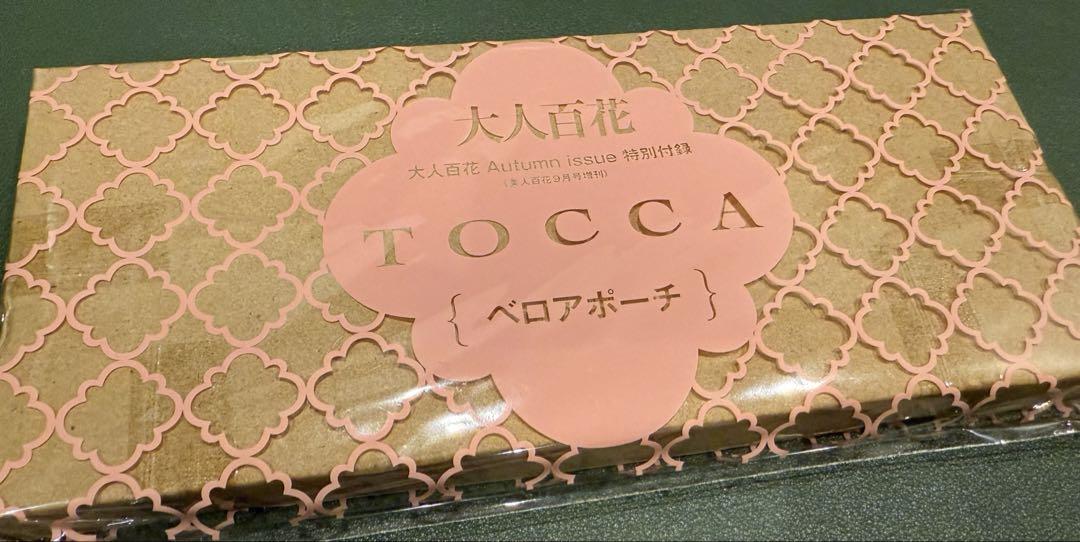 大人百花
大人百花 Autumn issue 特別付録
(美人百花9月号増刊)
TOCCA
{ベロアポーチ}